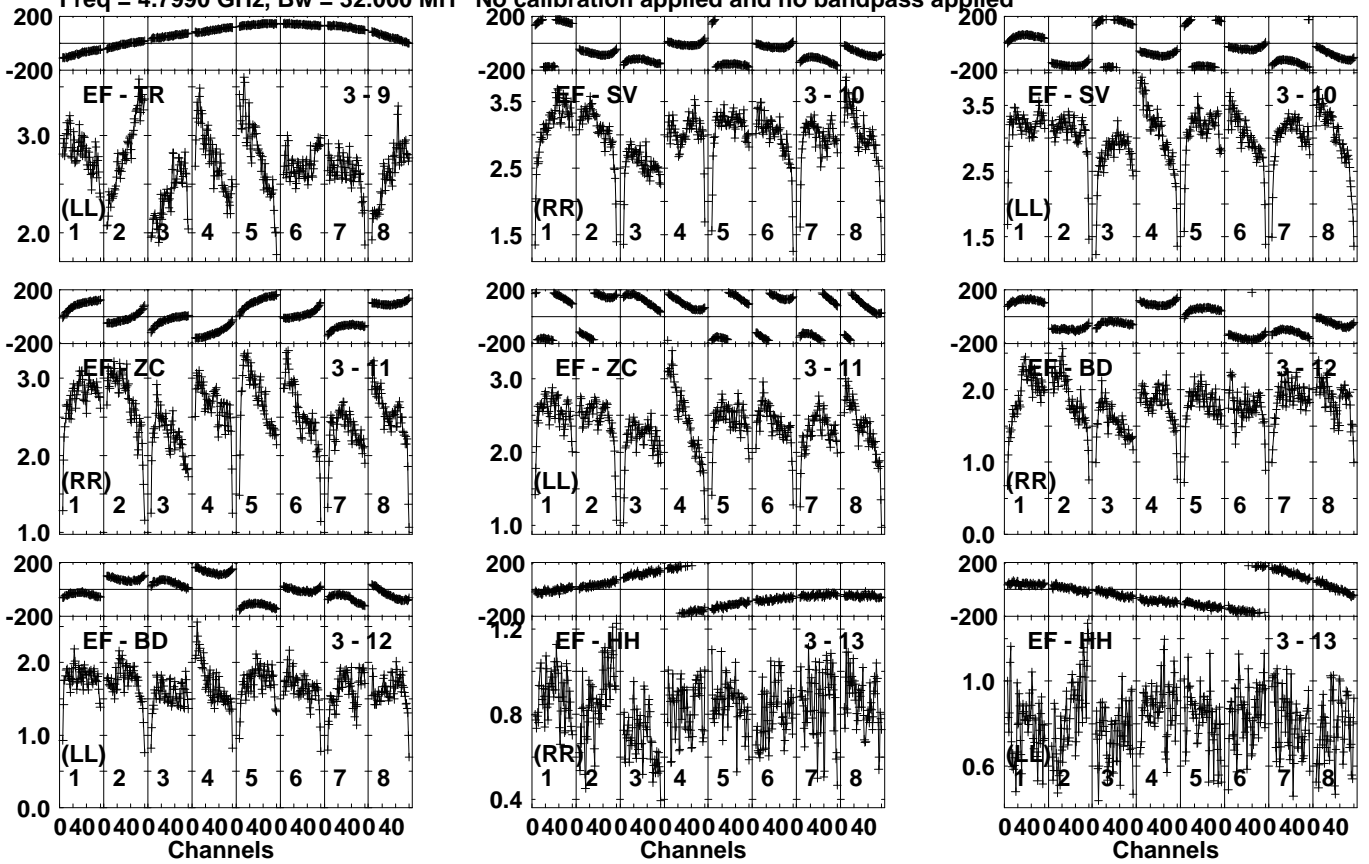 Freq = 4.7990 GHz, Bw = 32.000 MH No calibration applied and no bandpass applied
200 200 200
-200 -200 -200
EF - TR 3 - 9 EF - SV 3 - 10 EF - SV 3 - 10
3.5 3.5
3.0
2.5 2.5
(LL) (RR) (LL)
2.0 1 2 3 4 5 6 7 8 1.5 1 2 3 4 5 6 7 8 1.5 1 2 3 4 5 6 7 8
200 200 200
-200 -200 -200
EF - ZC 3 - 11 EF - ZC 3 - 11 EF - BD 3 - 12
3.0 3.0 2.0
2.0 2.0 1.0
(RR) (LL) (RR)
1 2 3 4 5 6 7 8 1 2 3 4 5 6 7 8 1 2 3 4 5 6 7 8
1.0 1.0 0.0
200 200 200
-200 -200 -200
1.2
EF - BD 3 - 12 EF - HH 3 - 13 EF - HH 3 - 13
2.0 1.0
1.0 0.8 0.6
(LL) (RR) (LL)
1 2 3 4 5 6 7 8 1 2 3 4 5 6 7 8 1 2 3 4 5 6 7 8
0.0 0.4
0 40 0 40 0 40 0 40 0 40 0 40 0 40 0 40 0 40 0 40 0 40 0 40 0 40 0 40 0 40 0 40 0 40 0 40 0 40 0 40 0 40 0 40 0 40 0 40
Channels Channels Channels